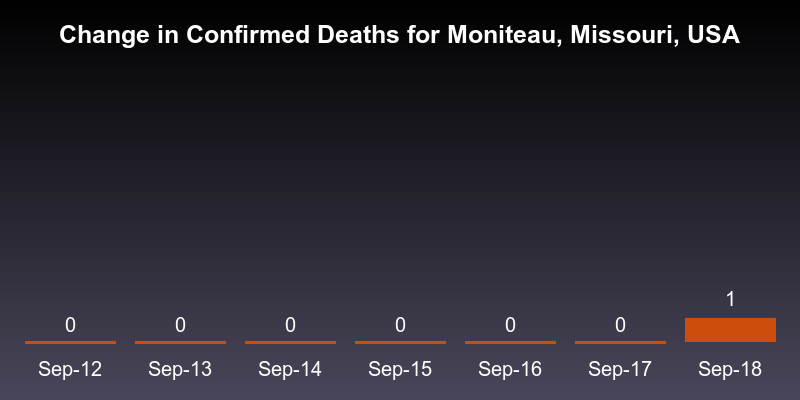 Change in Confirmed Deaths for Moniteau, Missouri, USA
0 0 0 0 0 0 1
Sep-12 Sep-13 Sep-14 Sep-15 Sep-16 Sep-17 Sep-18